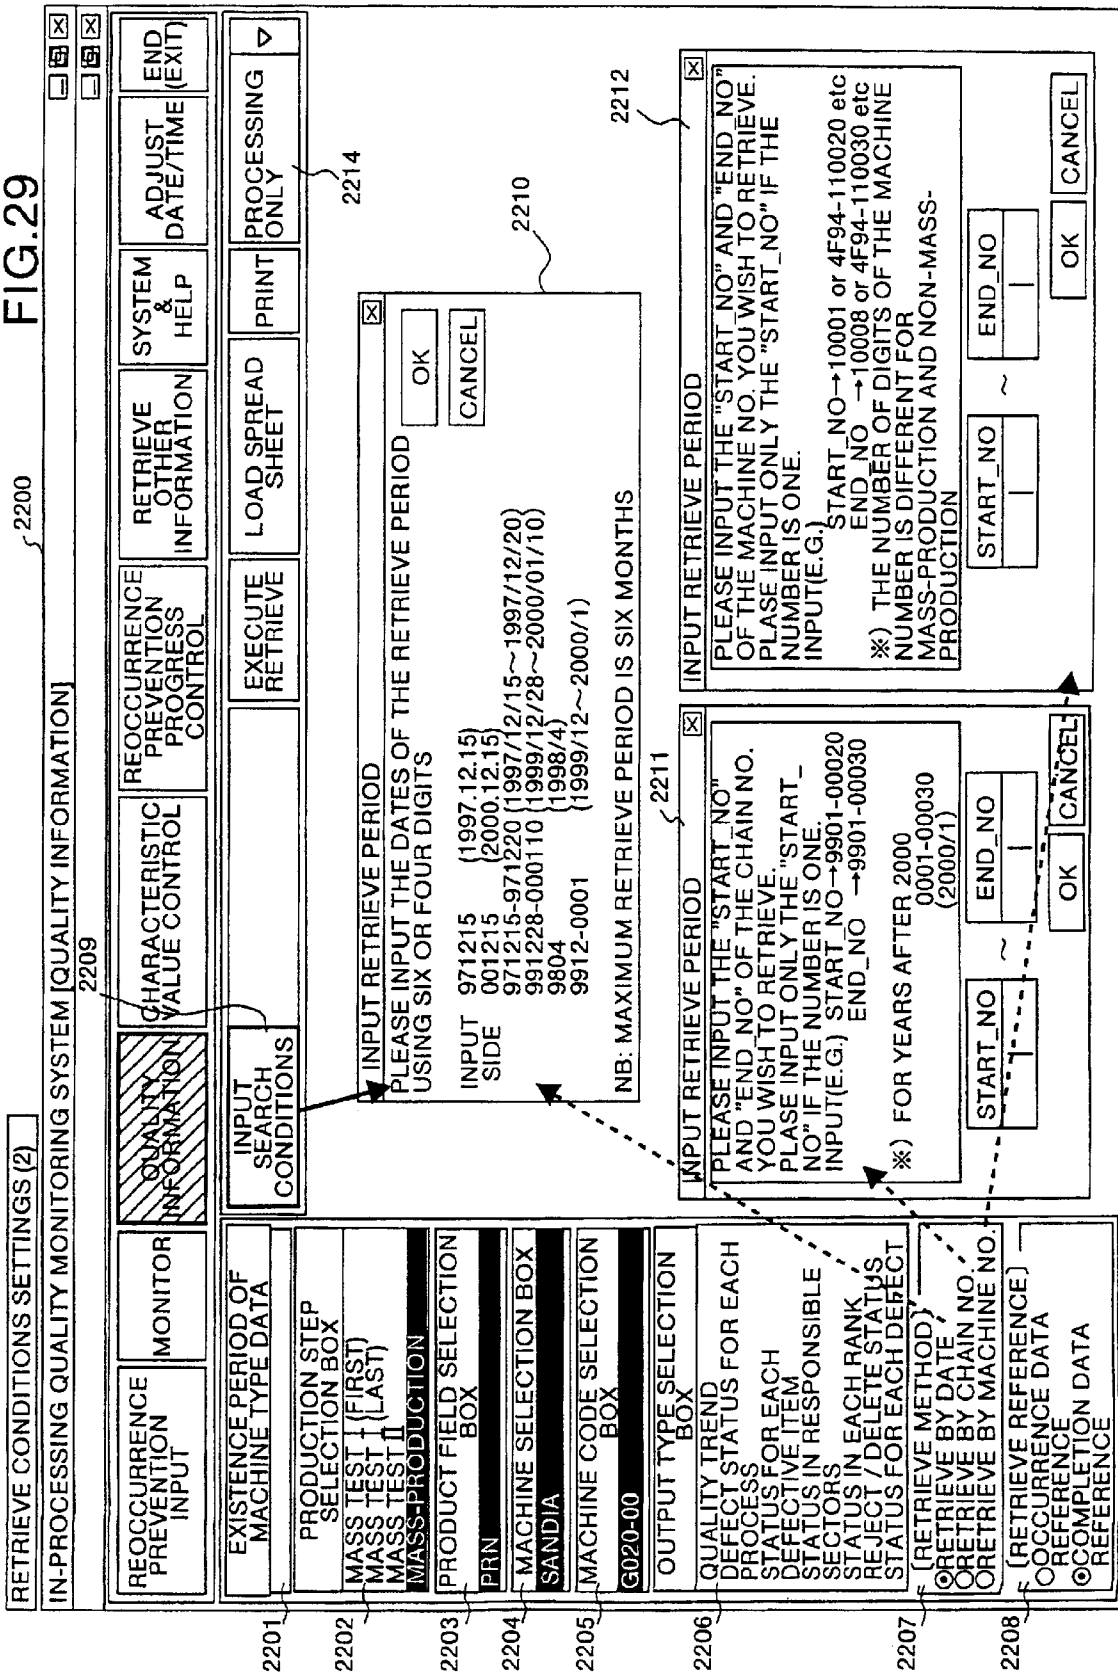 FIG.29
RETRIEVE CONDITIONS SETTINGS (2)
2200
IN-PROCESSING QUALITY MONITORING SYSTEM [QUALITY INFORMATION]
REOCCURRENCE
PREVENTION
INPUT
MONITOR
QUALITY
INFORMATION
CHARACTERISTIC
VALUE CONTROL
REOCCURRENCE
PREVENTION
PROGRESS
CONTROL
RETRIEVE
OTHER
INFORMATION
SYSTEM
&
HELP
ADJUST
DATE/TIME
END
(EXIT)
2209
INPUT
SEARCH
CONDITIONS
EXECUTE
RETRIEVE
LOAD SPREAD
SHEET
PRINT
PROCESSING
ONLY
2214
2201
EXISTENCE PERIOD OF
MACHINE TYPE DATA
2202
PRODUCTION STEP
SELECTION BOX
MASS TEST I (FIRST)
MASS TEST I (LAST)
MASS TEST II
MASS-PRODUCTION
2203
PRODUCT FIELD SELECTION
BOX
PRN
2204
MACHINE SELECTION BOX
SANDIA
2205
MACHINE CODE SELECTION
BOX
G020-00
2206
OUTPUT TYPE SELECTION
BOX
QUALITY TREND
DEFECT STATUS FOR EACH
PROCESS
STATUS FOR EACH
DEFECTIVE ITEM
STATUS IN RESPONSIBLE
SECTORS
STATUS IN EACH RANK
REJECT / DELETE STATUS
STATUS FOR EACH DEFECT
2207
(RETRIEVE METHOD)
RETRIEVE BY DATE
RETRIEVE BY CHAIN NO.
RETRIEVE BY MACHINE NO.
2208
(RETRIEVE REFERENCE)
OCCURRENCE DATA
REFERENCE
COMPLETION DATA
REFERENCE
2210
INPUT RETRIEVE PERIOD
PLEASE INPUT THE DATES OF THE RETRIEVE PERIOD
USING SIX OR FOUR DIGITS
OK
CANCEL
INPUT
SIDE
971215 (1997.12.15)
001215 (2000.12.15)
971215-971220 (1997/12/15~1997/12/20)
991228-000110 (1999/12/28~2000/01/10)
9804 (1998/4)
9912-0001 (1999/12~2000/1)
NB: MAXIMUM RETRIEVE PERIOD IS SIX MONTHS
2211
INPUT RETRIEVE PERIOD
PLEASE INPUT THE "START_NO"
AND "END_NO" OF THE CHAIN NO.
YOU WISH TO RETRIEVE.
PLASE INPUT ONLY THE "START_
NO" IF THE NUMBER IS ONE.
INPUT(E.G.) START_NO→9901-00020
END_NO →9901-00030
※) FOR YEARS AFTER 2000
0001-00030
(2000/1)
START_NO ~ END_NO
OK CANCEL
2212
INPUT RETRIEVE PERIOD
PLEASE INPUT THE "START_NO" AND "END_NO"
OF THE MACHINE NO. YOU WISH TO RETRIEVE.
PLASE INPUT ONLY THE "START_NO" IF THE
NUMBER IS ONE.
INPUT(E.G.)
START_NO→10001 or 4F94-110020 etc
END_NO →10008 or 4F94-110030 etc
※) THE NUMBER OF DIGITS OF THE MACHINE
NUMBER IS DIFFERENT FOR
MASS-PRODUCTION AND NON-MASS-
PRODUCTION
START_NO ~ END_NO
OK CANCEL